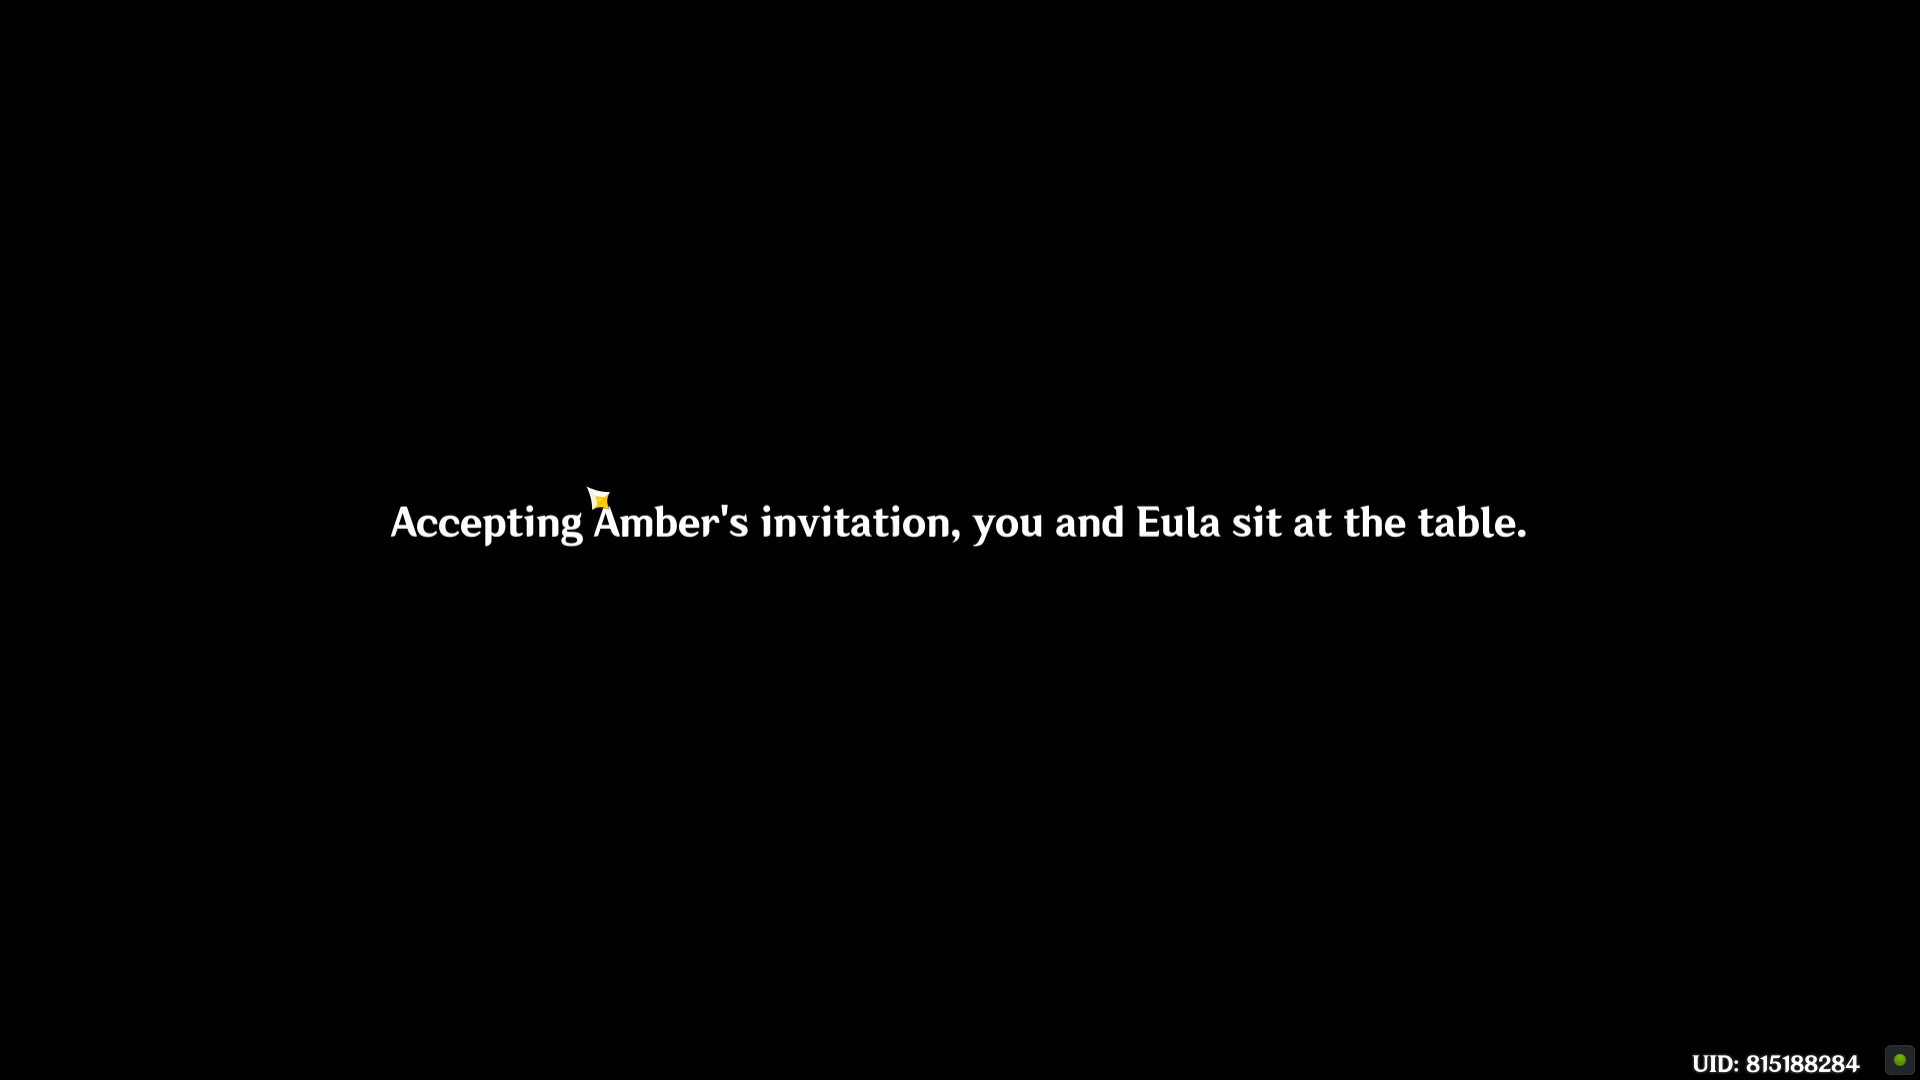 Accepting Amber's invitation, you and Eula sit at the table.
UID: 815188284